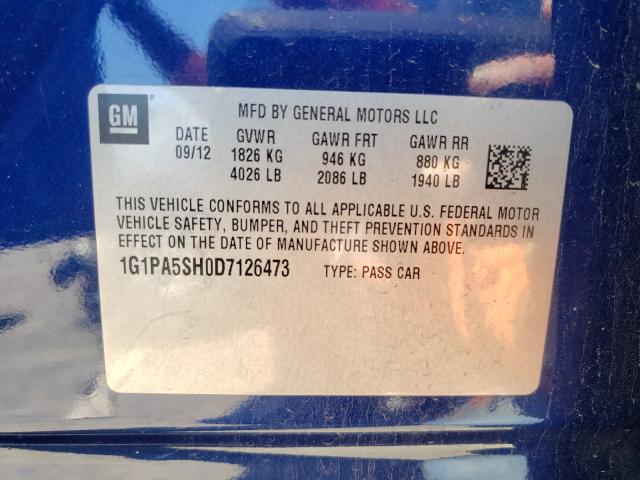 GM
MFD BY GENERAL MOTORS LLC
DATE GVWR GAWR FRT GAWR RR
09/12 1826 KG 946 KG 880 KG
4026 LB 2086 LB 1940 LB
THIS VEHICLE CONFORMS TO ALL APPLICABLE U.S. FEDERAL MOTOR
VEHICLE SAFETY, BUMPER, AND THEFT PREVENTION STANDARDS IN
EFFECT ON THE DATE OF MANUFACTURE SHOWN ABOVE.
1G1PA5SH0D7126473 TYPE: PASS CAR